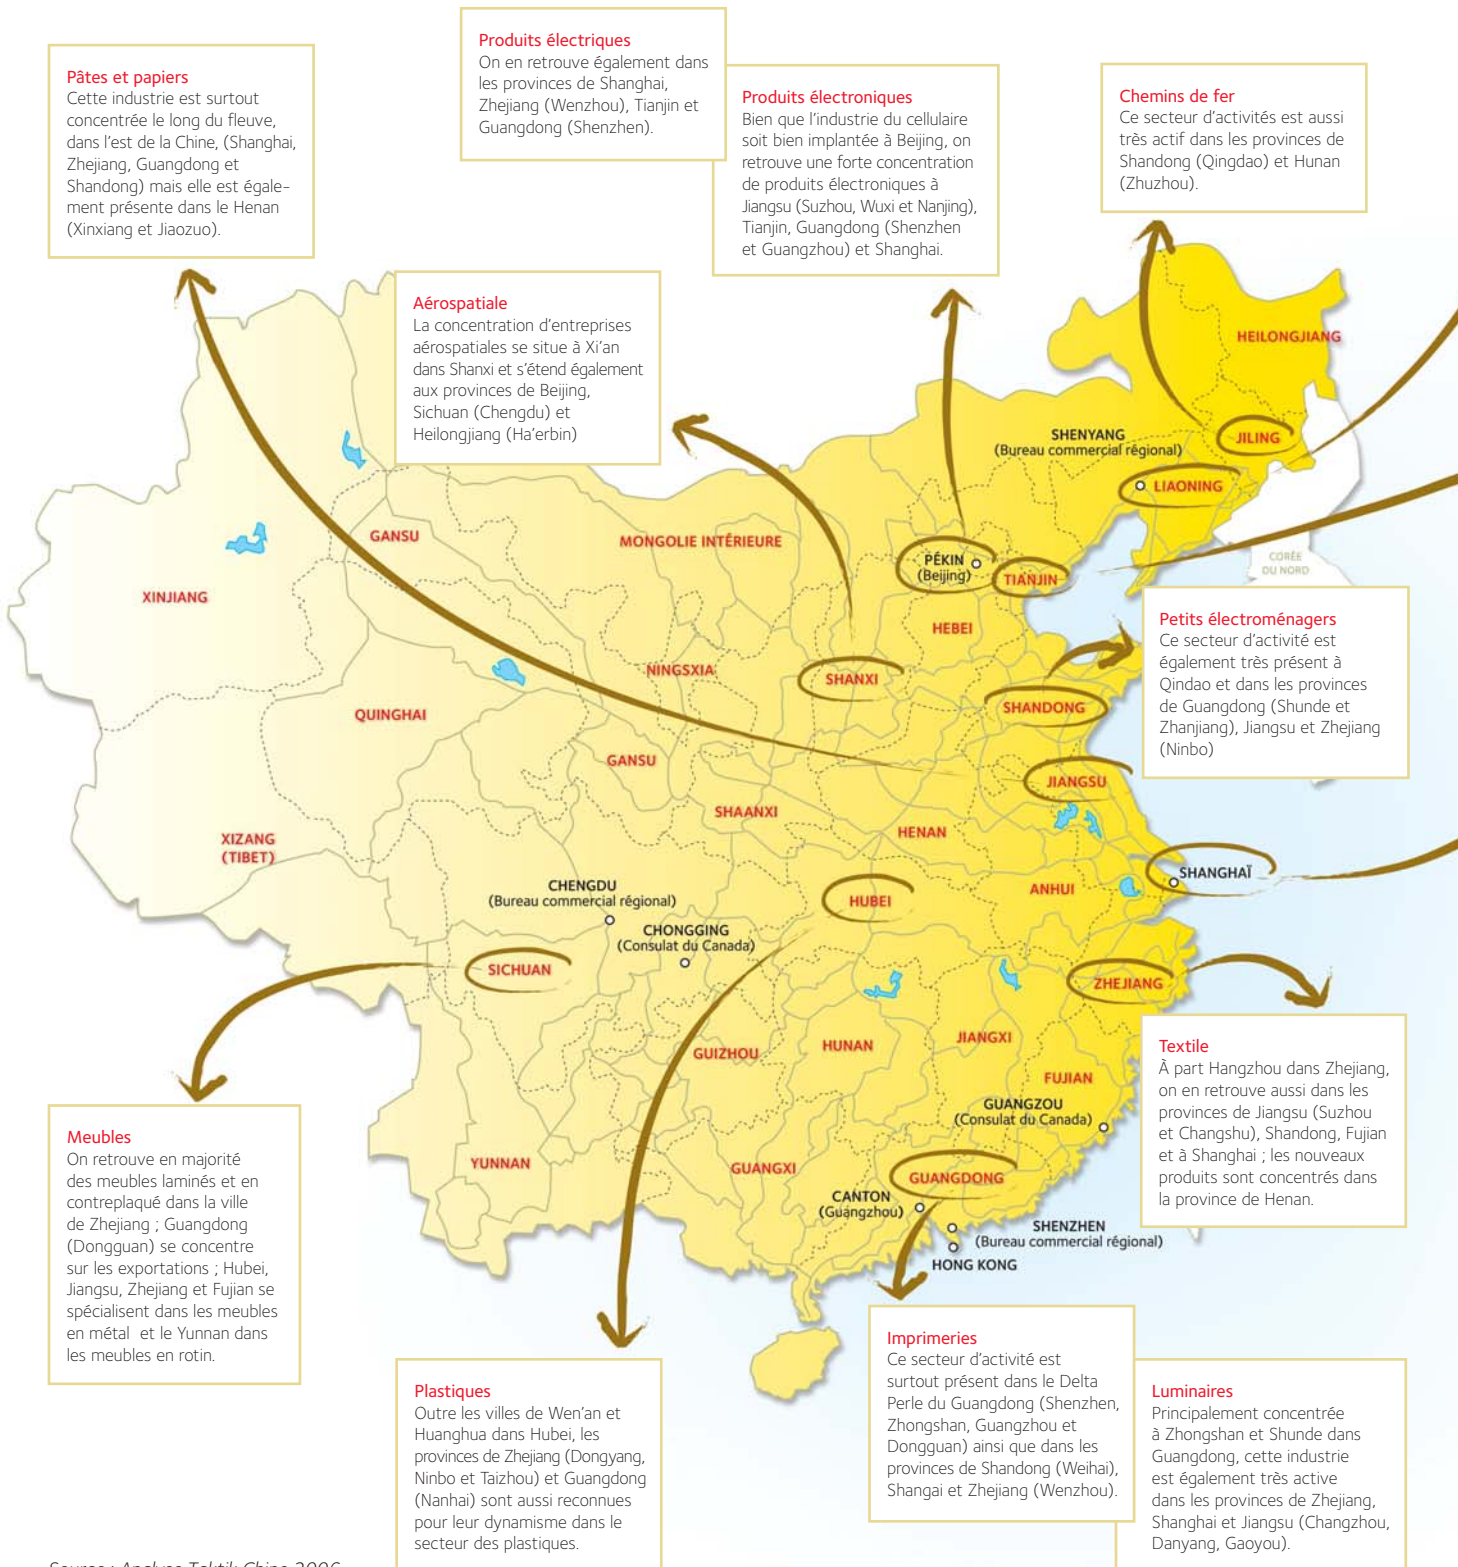 Produits électriques
On en retrouve également dans
les provinces de Shanghai,
Zhejiang (Wenzhou), Tianjin et
Guangdong (Shenzhen).
Pâtes et papiers
Cette industrie est surtout
concentrée le long du fleuve,
dans l'est de la Chine, (Shanghai,
Zhejiang, Guangdong et
Shandong) mais elle est égale-
ment présente dans le Henan
(Xinxiang et Jiaozuo).
Produits électroniques
Bien que l'industrie du cellulaire
soit bien implantée à Beijing, on
retrouve une forte concentration
de produits électroniques à
Jiangsu (Suzhou, Wuxi et Nanjing),
Tianjin, Guangdong (Shenzhen
et Guangzhou) et Shanghai.
Chemins de fer
Ce secteur d'activités est aussi
très actif dans les provinces de
Shandong (Qingdao) et Hunan
(Zhuzhou).
Aérospatiale
La concentration d'entreprises
aérospatiales se situe à Xi'an
dans Shanxi et s'étend également
aux provinces de Beijing,
Sichuan (Chengdu) et
Heilongjiang (Ha'erbin)
HEILONGJIANG
SHENYANG
(Bureau commercial régional)
JILING
LIAONING
GANSU
MONGOLIE INTÉRIEURE
PÉKIN
(Beijing)
TIANJIN
CORÉE
DU NORD
XINJIANG
HEBEI
Petits électroménagers
Ce secteur d'activité est
également très présent à
Qindao et dans les provinces
de Guangdong (Shunde et
Zhanjiang), Jiangsu et Zhejiang
(Ninbo)
NINGSXIA
SHANXI
SHANDONG
QUINGHAI
GANSU
JIANGSU
SHAANXI
HENAN
XIZANG
(TIBET)
SHANGHAÏ
CHENGDU
(Bureau commercial régional)
HUBEI
ANHUI
CHONGGING
(Consulat du Canada)
SICHUAN
ZHEJIANG
GUIZHOU
HUNAN
JIANGXI
FUJIAN
GUANGZOU
(Consulat du Canada)
Textile
À part Hangzhou dans Zhejiang,
on en retrouve aussi dans les
provinces de Jiangsu (Suzhou
et Changshu), Shandong, Fujian
et à Shanghai ; les nouveaux
produits sont concentrés dans
la province de Henan.
YUNNAN
GUANGXI
GUANGDONG
CANTON
(Guangzhou)
SHENZHEN
(Bureau commercial régional)
HONG KONG
Meubles
On retrouve en majorité
des meubles laminés et en
contreplaqué dans la ville
de Zhejiang ; Guangdong
(Dongguan) se concentre
sur les exportations ; Hubei,
Jiangsu, Zhejiang et Fujian se
spécialisent dans les meubles
en métal et le Yunnan dans
les meubles en rotin.
Plastiques
Outre les villes de Wen'an et
Huanghua dans Hubei, les
provinces de Zhejiang (Dongyang,
Ninbo et Taizhou) et Guangdong
(Nanhai) sont aussi reconnues
pour leur dynamisme dans le
secteur des plastiques.
Imprimeries
Ce secteur d'activité est
surtout présent dans le Delta
Perle du Guangdong (Shenzhen,
Zhongshan, Guangzhou et
Dongguan) ainsi que dans les
provinces de Shandong (Weihai),
Shangai et Zhejiang (Wenzhou).
Luminaires
Principalement concentrée
à Zhongshan et Shunde dans
Guangdong, cette industrie
est également très active
dans les provinces de Zhejiang,
Shanghai et Jiangsu (Changzhou,
Danyang, Gaoyou).
Source : Analyse Taktik Chine 2006